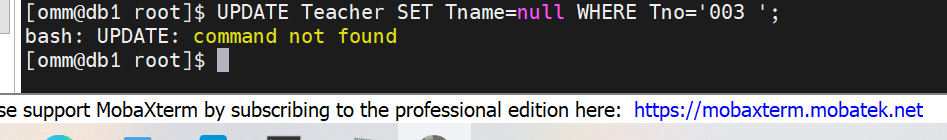 [omm@db1 root]$ UPDATE Teacher SET Tname=null WHERE Tno='003 ';
bash: UPDATE: command not found
[omm@db1 root]$
se support MobaXterm by subscribing to the professional edition here: https://mobaxterm.mobatek.net